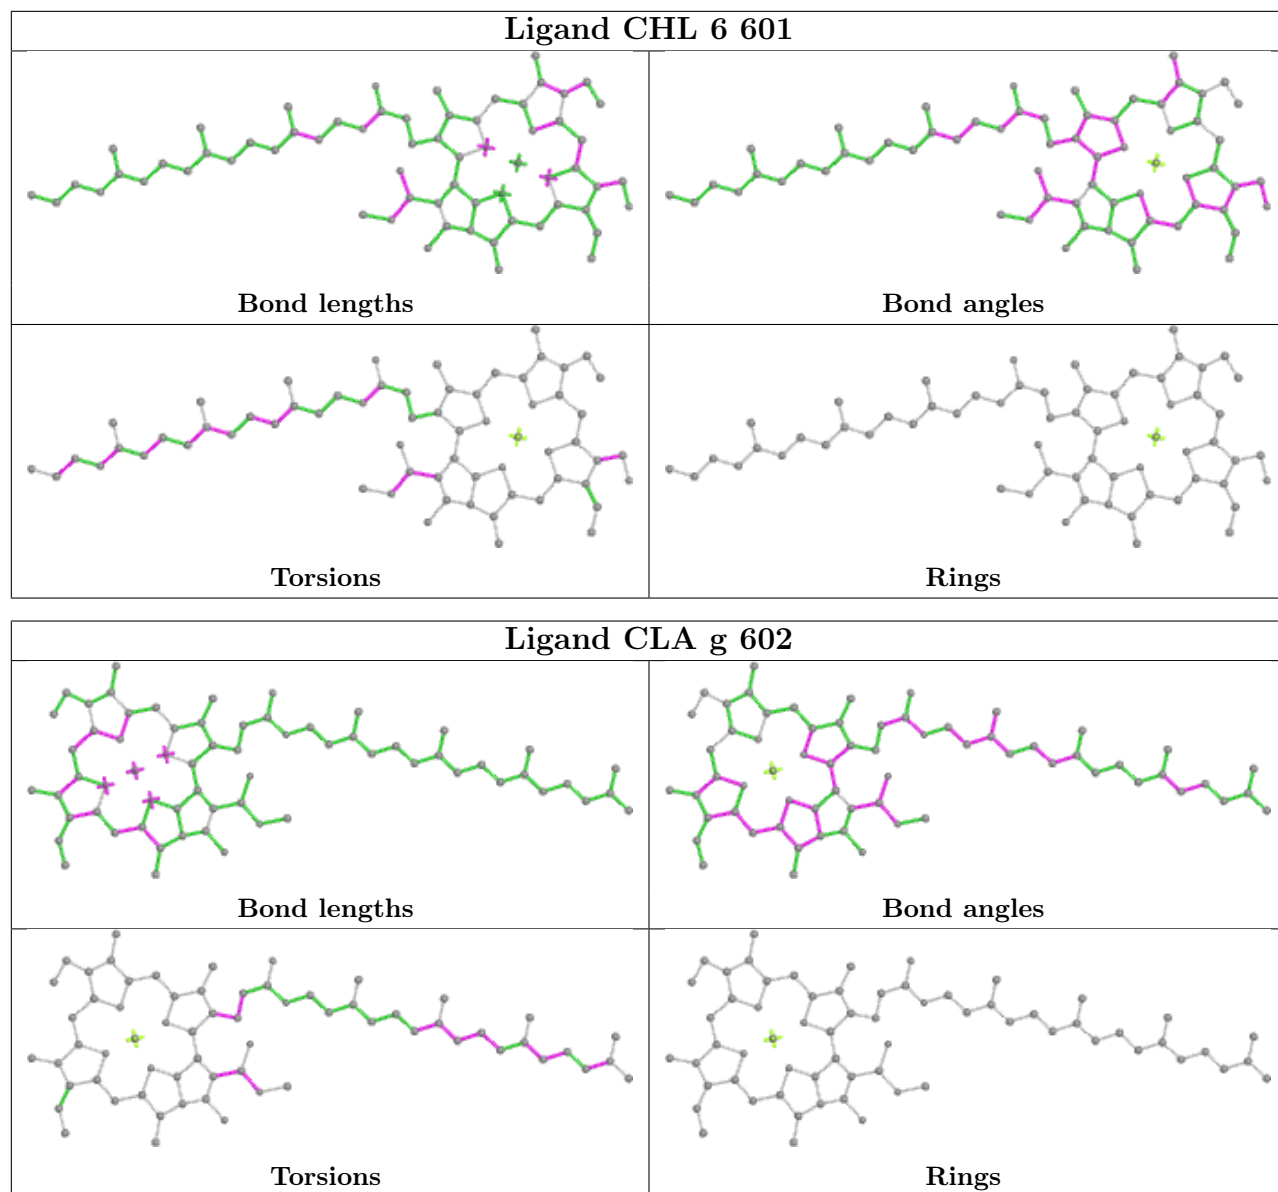 Ligand CHL 6 601
Bond lengths
Bond angles
Torsions
Rings
Ligand CLA g 602
Bond lengths
Bond angles
Torsions
Rings